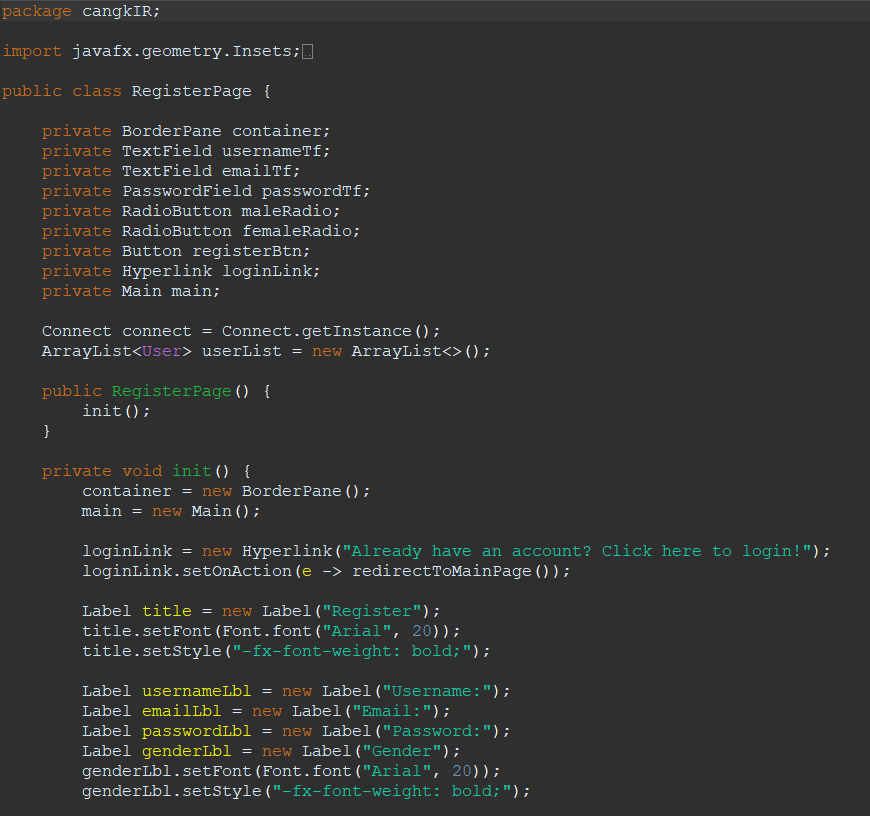 package cangkIR;
import javafx.geometry.Insets;
public class RegisterPage {
private BorderPane container;
private TextField usernameTf;
private TextField emailTf;
private PasswordField passwordTf;
private RadioButton maleRadio;
private RadioButton femaleRadio;
private Button registerBtn;
private Hyperlink loginLink;
private Main main;
Connect connect = Connect.getInstance();
ArrayList<User> userList = new ArrayList<>();
public RegisterPage() {
init();
}
private void init() {
container = new BorderPane();
main = new Main();
loginLink = new Hyperlink("Already have an account? Click here to login!");
loginLink.setOnAction(e -> redirectToMainPage());
Label title = new Label("Register");
title.setFont(Font.font("Arial", 20));
title.setStyle("-fx-font-weight: bold;");
Label usernameLbl = new Label("Username:");
Label emailLbl = new Label("Email:");
Label passwordLbl = new Label("Password:");
Label genderLbl = new Label("Gender");
genderLbl.setFont(Font.font("Arial", 20));
genderLbl.setStyle("-fx-font-weight: bold;");